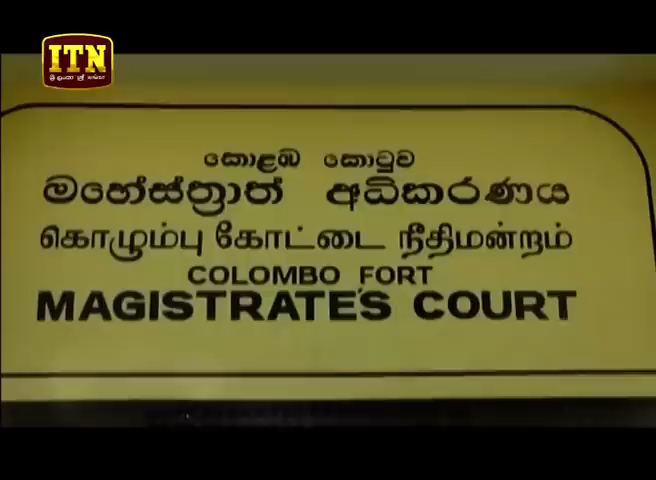 ITN
කොළඹ කොටුව
මහේස්ත්‍රාත් අධිකරණය
கொழும்பு கோட்டை நீதிமன்றம்
COLOMBO FORT
MAGISTRATE'S COURT